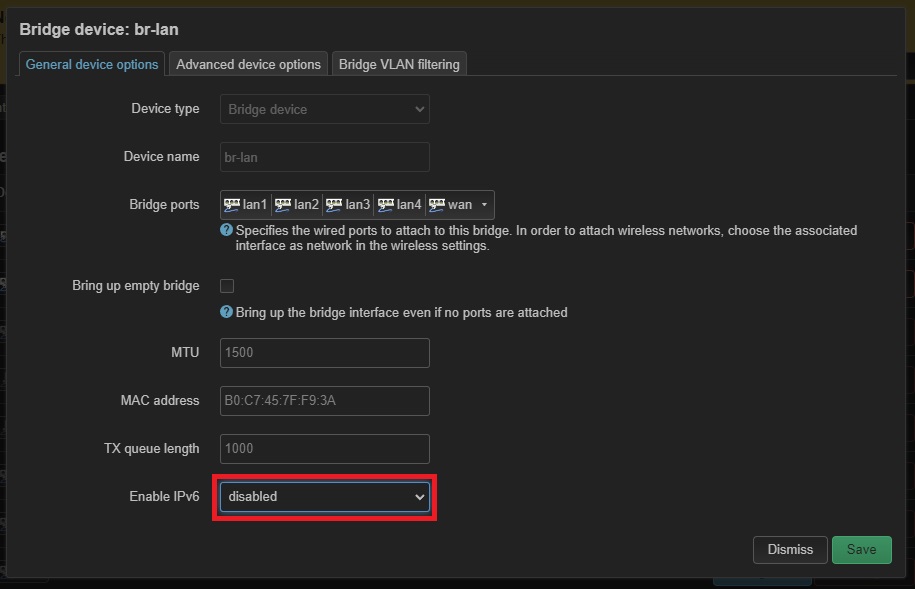 Bridge device: br-lan
General device options Advanced device options Bridge VLAN filtering
Device type Bridge device
Device name br-lan
Bridge ports lan1 lan2 lan3 lan4 wan
Specifies the wired ports to attach to this bridge. In order to attach wireless networks, choose the associated
interface as network in the wireless settings.
Bring up empty bridge
Bring up the bridge interface even if no ports are attached
MTU 1500
MAC address B0:C7:45:7F:F9:3A
TX queue length 1000
Enable IPv6 disabled
Dismiss Save